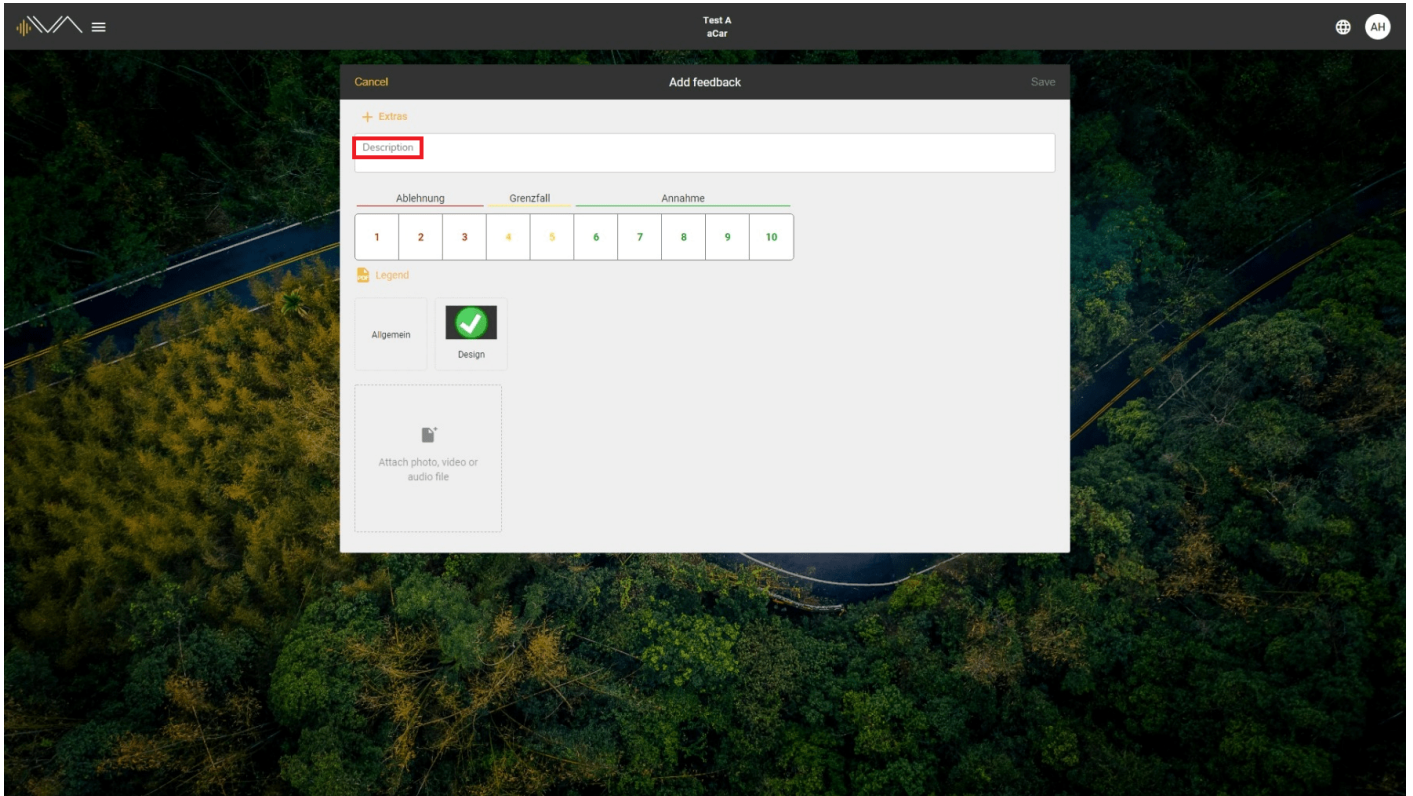 Test A
aCar
AH
Cancel
Add feedback
Save
+ Extras
Description
Ablehnung Grenzfall Annahme
1 2 3 4 5 6 7 8 9 10
PDF Legend
Allgemein
Design
Attach photo, video or
audio file